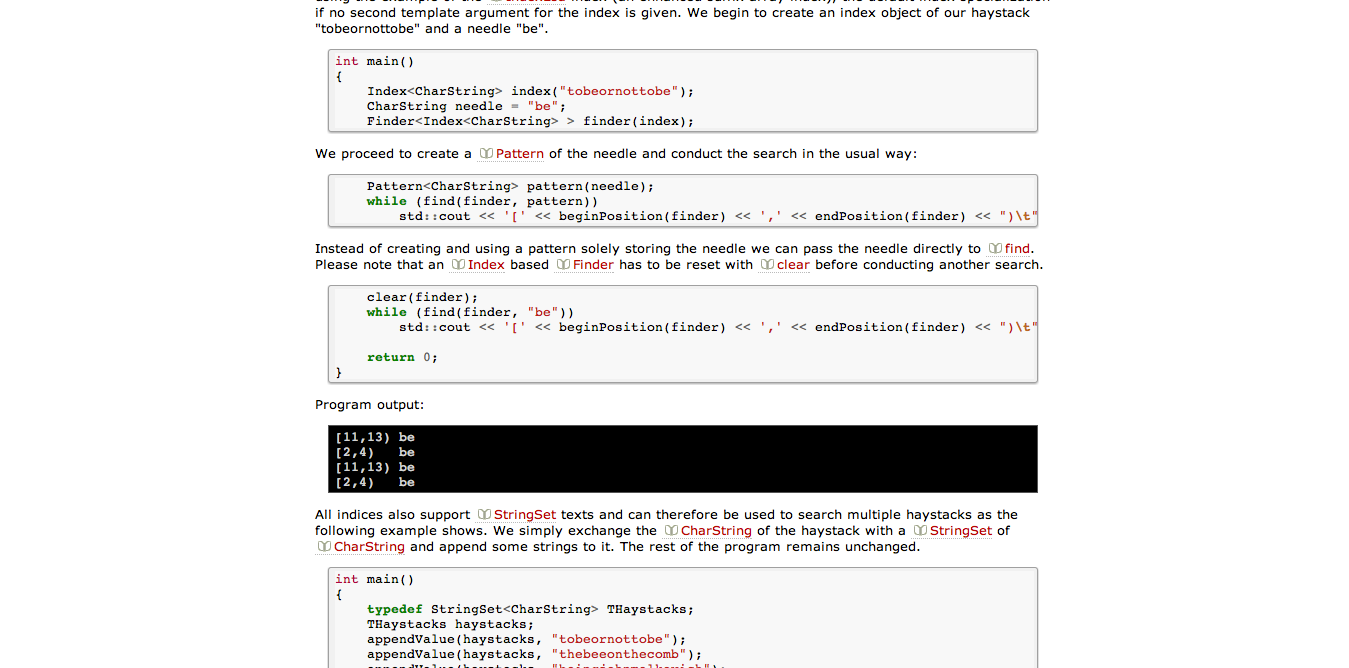 if no second template argument for the index is given. We begin to create an index object of our haystack
"tobeornottobe" and a needle "be".
int main()
{
    Index<CharString> index("tobeornottobe");
    CharString needle = "be";
    Finder<Index<CharString> > finder(index);
We proceed to create a Pattern of the needle and conduct the search in the usual way:
    Pattern<CharString> pattern(needle);
    while (find(finder, pattern))
        std::cout << '[' << beginPosition(finder) << ',' << endPosition(finder) << ")\t"
Instead of creating and using a pattern solely storing the needle we can pass the needle directly to find.
Please note that an Index based Finder has to be reset with clear before conducting another search.
    clear(finder);
    while (find(finder, "be"))
        std::cout << '[' << beginPosition(finder) << ',' << endPosition(finder) << ")\t"
    return 0;
}
Program output:
[11,13) be
[2,4)   be
[11,13) be
[2,4)   be
All indices also support StringSet texts and can therefore be used to search multiple haystacks as the
following example shows. We simply exchange the CharString of the haystack with a StringSet of
CharString and append some strings to it. The rest of the program remains unchanged.
int main()
{
    typedef StringSet<CharString> THaystacks;
    THaystacks haystacks;
    appendValue(haystacks, "tobeornottobe");
    appendValue(haystacks, "thebeeonthecomb");